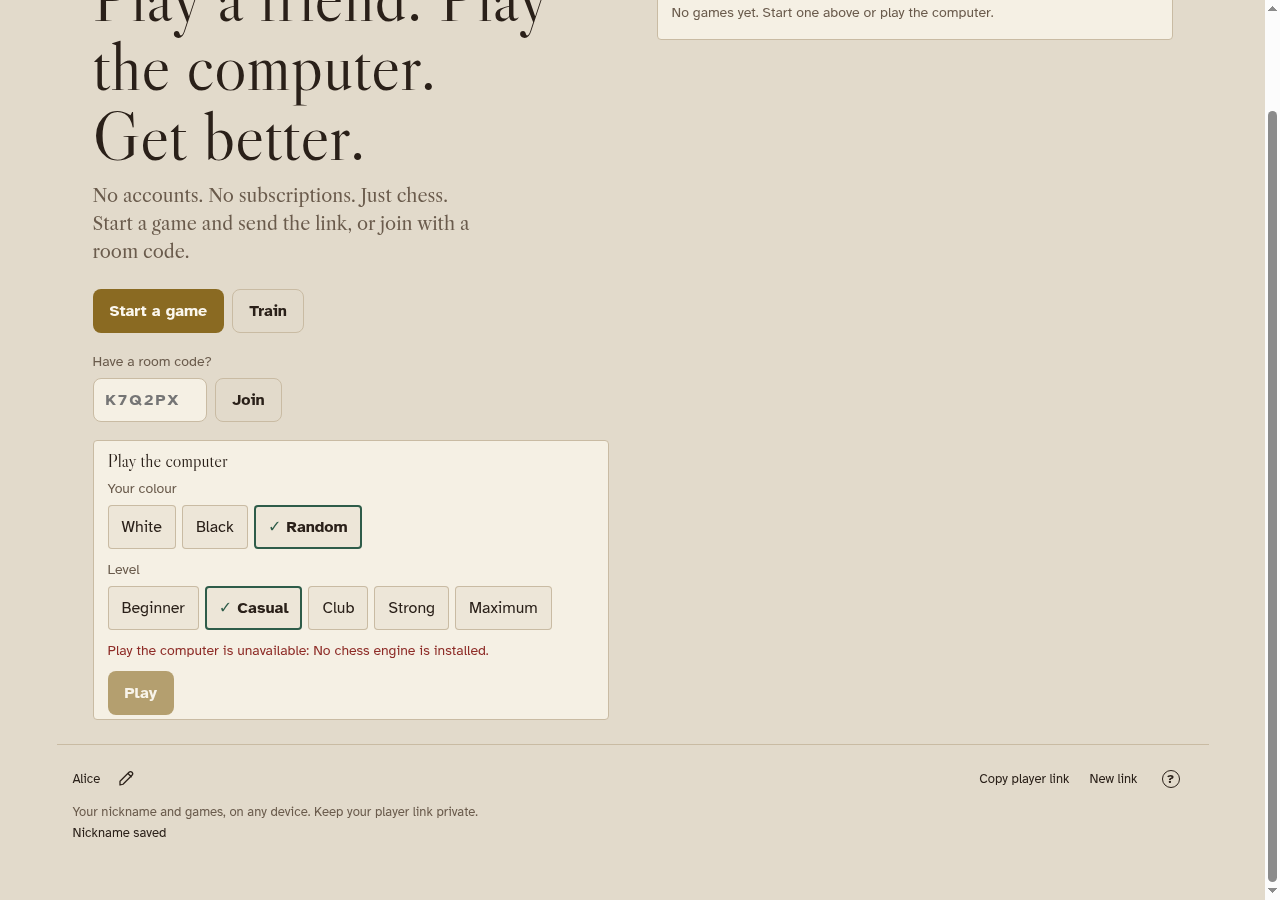 Play a friend. Play
the computer.
Get better.
No accounts. No subscriptions. Just chess.
Start a game and send the link, or join with a
room code.
Start a game
Train
Have a room code?
K7Q2PX
Join
Play the computer
Your colour
White
Black
✓ Random
Level
Beginner
✓ Casual
Club
Strong
Maximum
Play the computer is unavailable: No chess engine is installed.
Play
No games yet. Start one above or play the computer.
Alice
Copy player link
New link
?
Your nickname and games, on any device. Keep your player link private.
Nickname saved